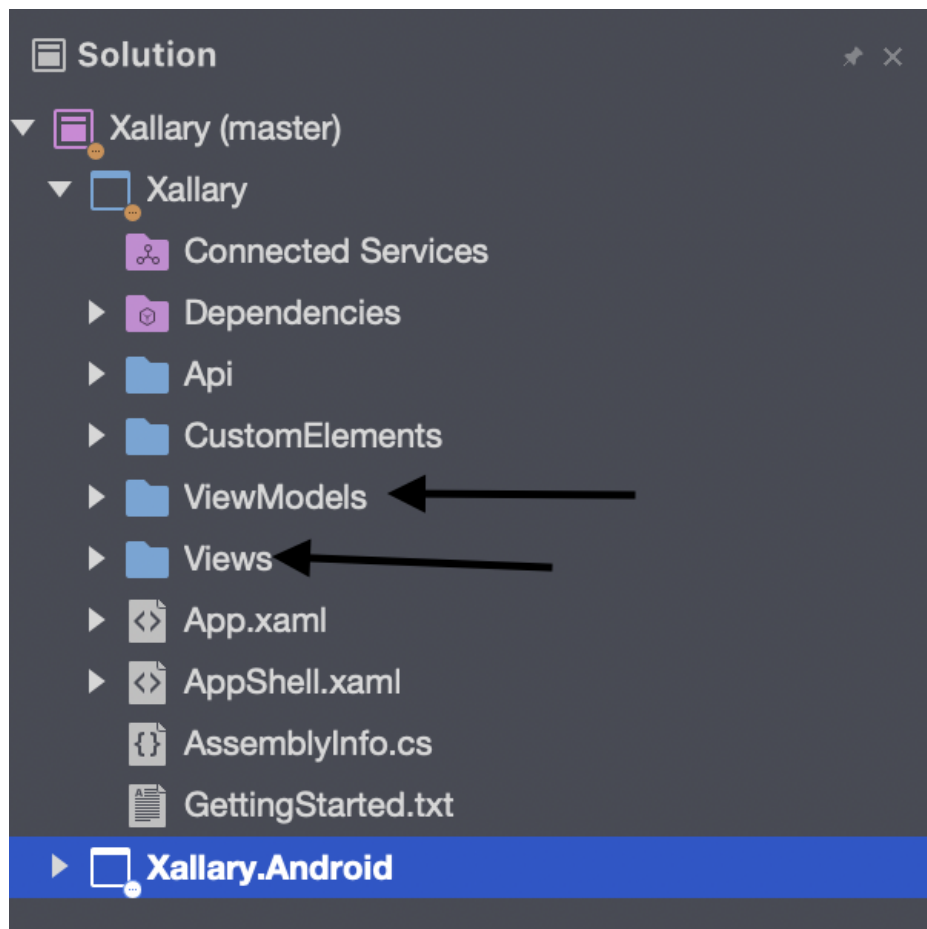 Solution
Xallary (master)
Xallary
Connected Services
Dependencies
Api
CustomElements
ViewModels
Views
App.xaml
AppShell.xaml
AssemblyInfo.cs
GettingStarted.txt
Xallary.Android